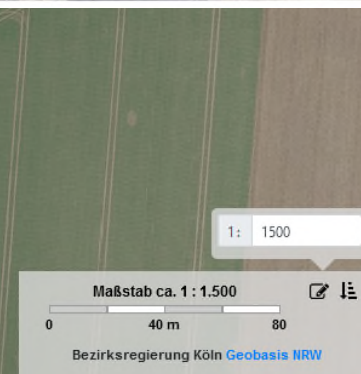 1: 1500
Maßstab ca. 1 : 1.500
0 40 m 80
Bezirksregierung Köln Geobasis NRW